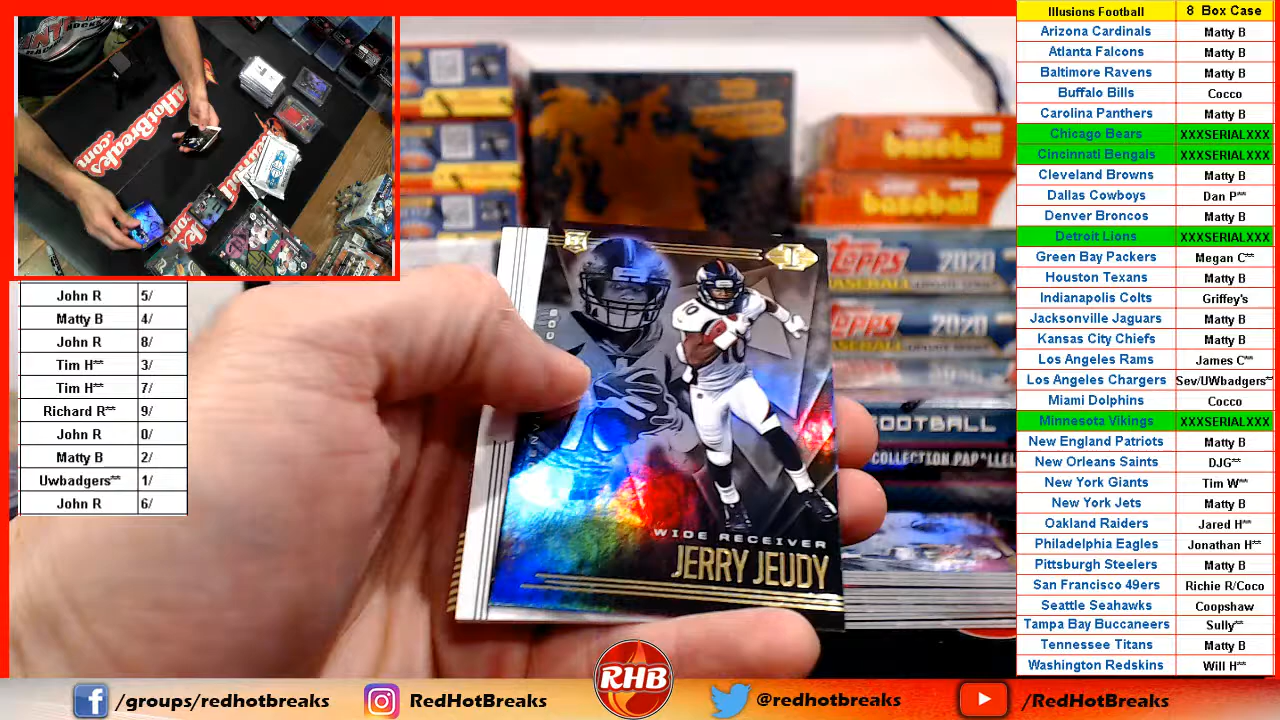 Illusions Football 8 Box Case
Arizona Cardinals Matty B
Atlanta Falcons Matty B
Baltimore Ravens Matty B
Buffalo Bills Cocco
Carolina Panthers Matty B
Chicago Bears XXXSERIALXXX
Cincinnati Bengals XXXSERIALXXX
Cleveland Browns Matty B
Dallas Cowboys Dan P**
Denver Broncos Matty B
Detroit Lions XXXSERIALXXX
Green Bay Packers Megan C**
Houston Texans Matty B
Indianapolis Colts Griffey's
Jacksonville Jaguars Matty B
Kansas City Chiefs Matty B
Los Angeles Rams James C**
Los Angeles Chargers Sev/UWbadgers**
Miami Dolphins Cocco
Minnesota Vikings XXXSERIALXXX
New England Patriots Matty B
New Orleans Saints DJG**
New York Giants Tim W**
New York Jets Matty B
Oakland Raiders Jared H**
Philadelphia Eagles Jonathan H**
Pittsburgh Steelers Matty B
San Francisco 49ers Richie R/Coco
Seattle Seahawks Coopshaw
Tampa Bay Buccaneers Sully**
Tennessee Titans Matty B
Washington Redskins Will H**
John R 5/
Matty B 4/
John R 8/
Tim H** 3/
Tim H** 7/
Richard R** 9/
John R 0/
Matty B 2/
Uwbadgers** 1/
John R 6/
HotBreaks
.com
baseball
baseball
TOPPS 2020
BASEBALL
TOPPS 2020
BASEBALL
FOOTBALL
COLLECTION
10
WIDE RECEIVER
JERRY JEUDY
/groups/redhotbreaks
RedHotBreaks
RHB
@redhotbreaks
/RedHotBreaks